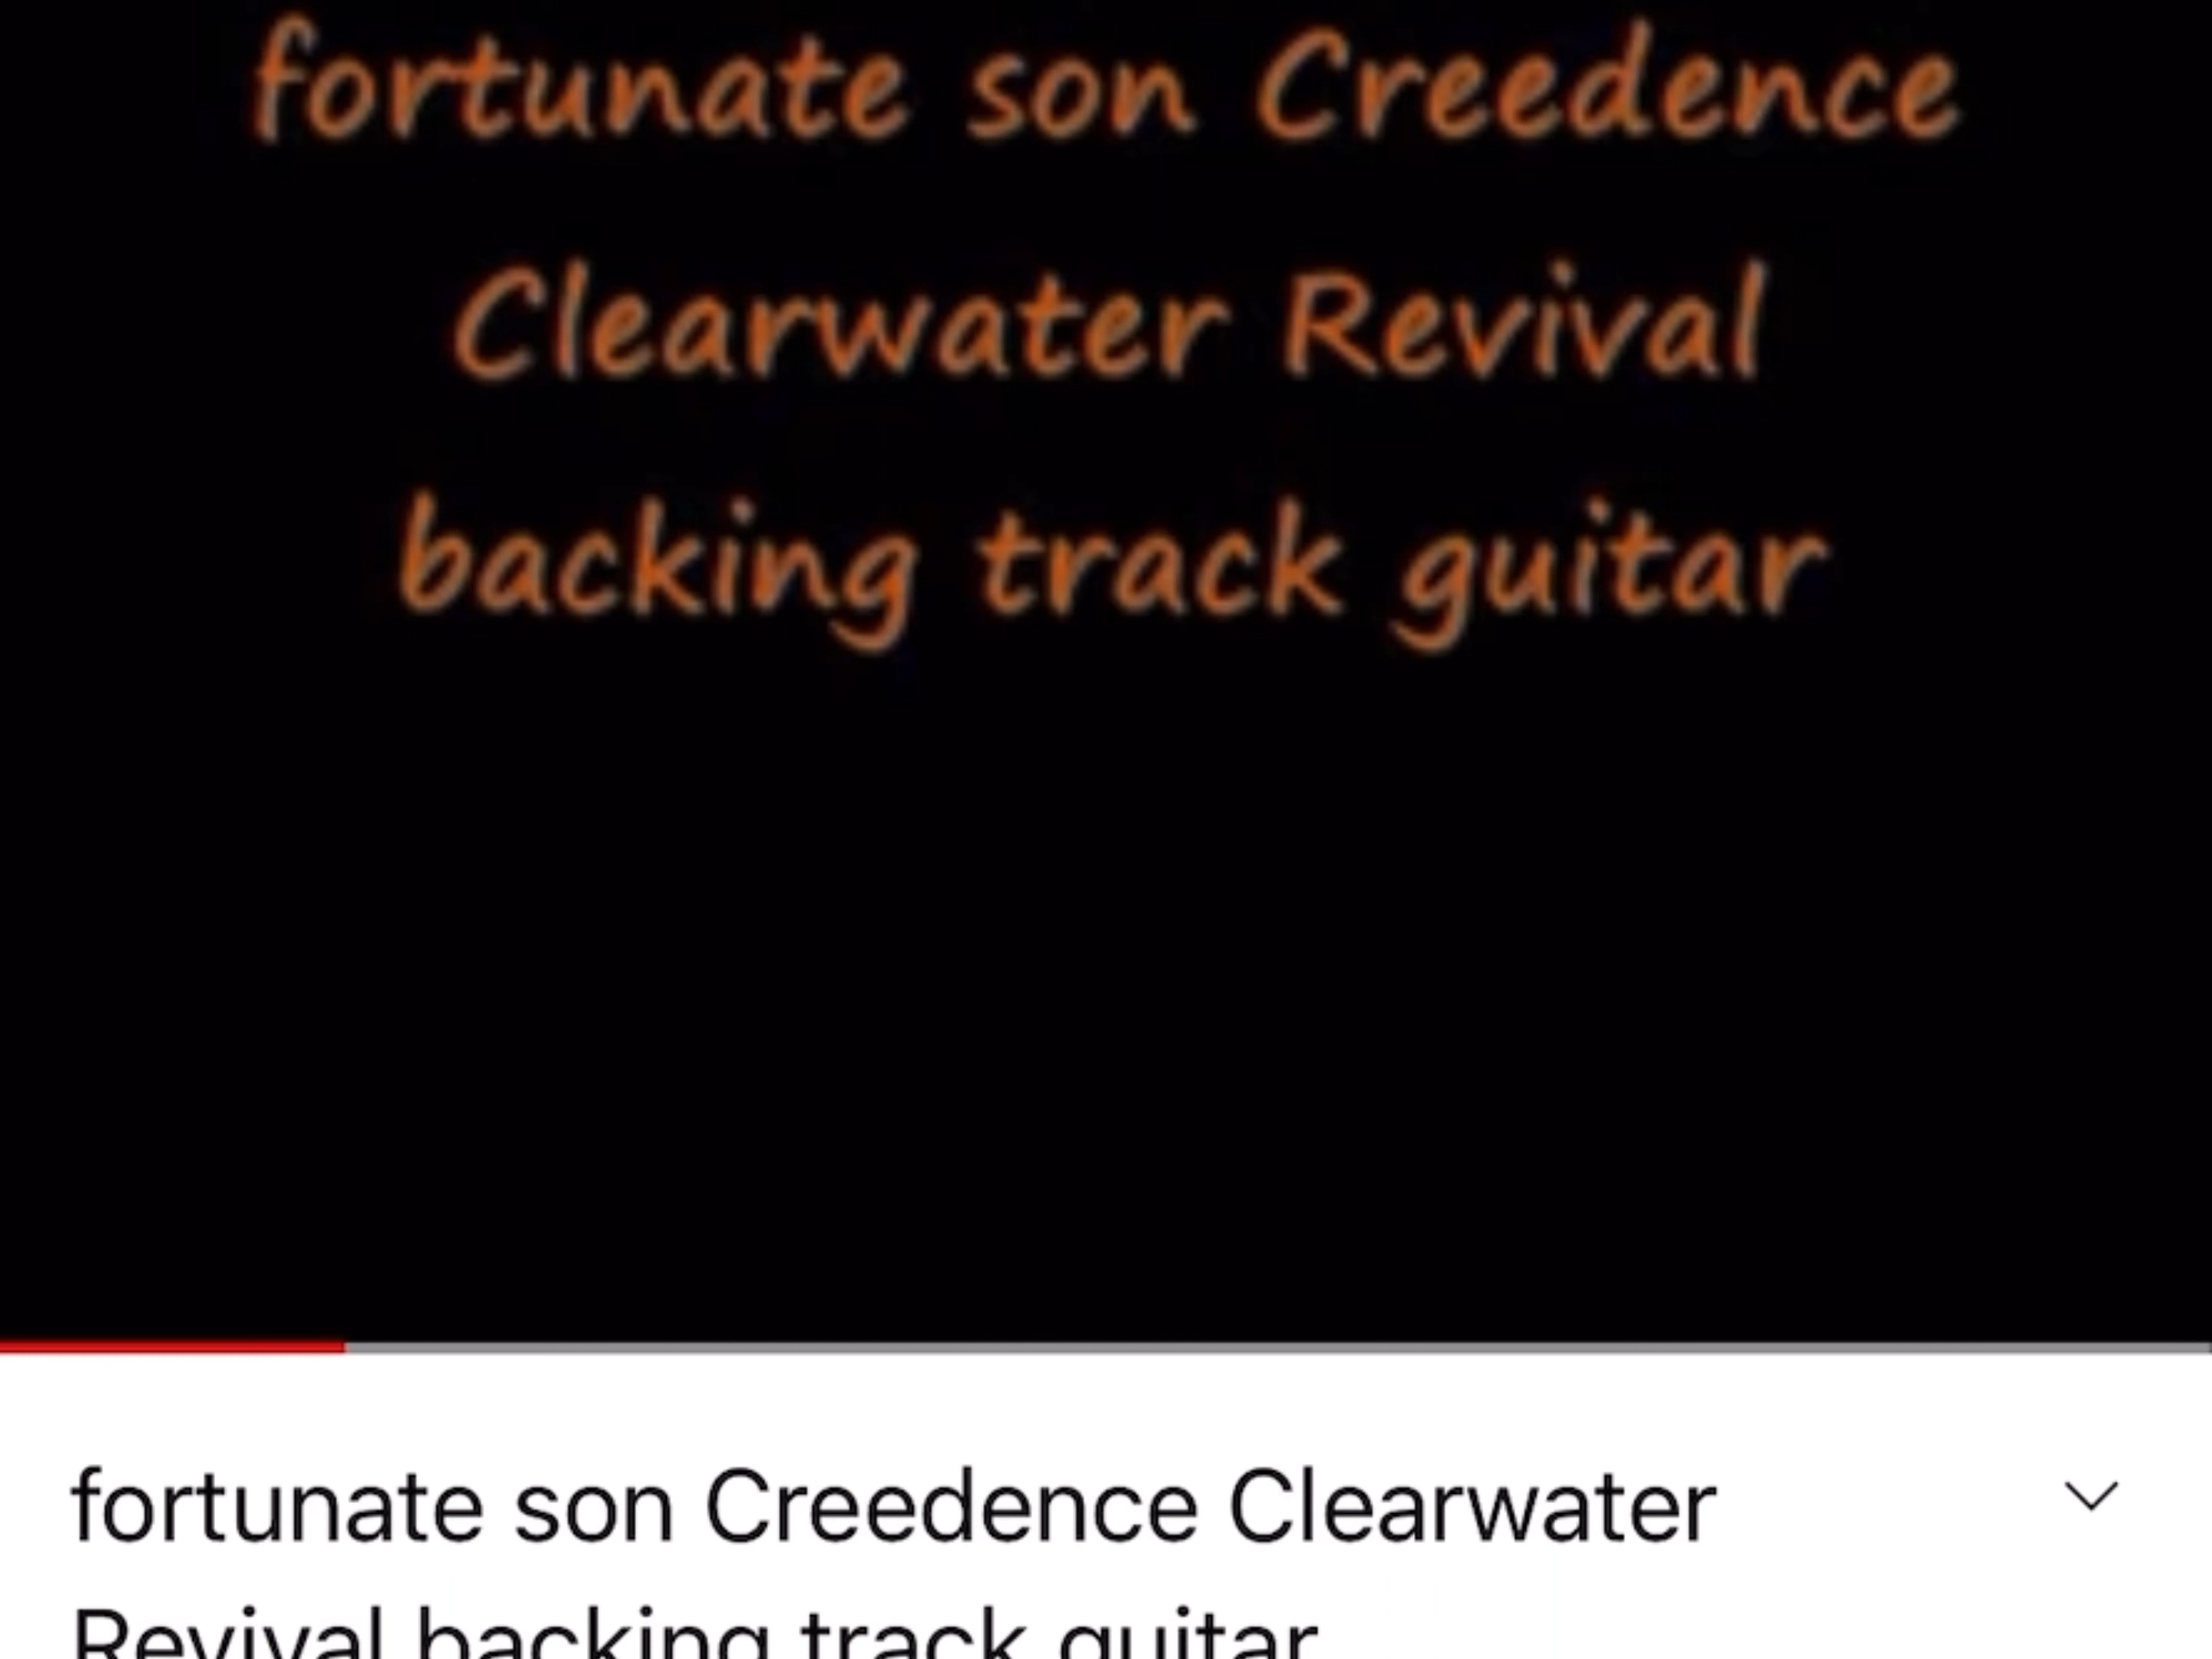 fortunate son Creedence
Clearwater Revival
backing track guitar
fortunate son Creedence Clearwater
Revival backing track guitar